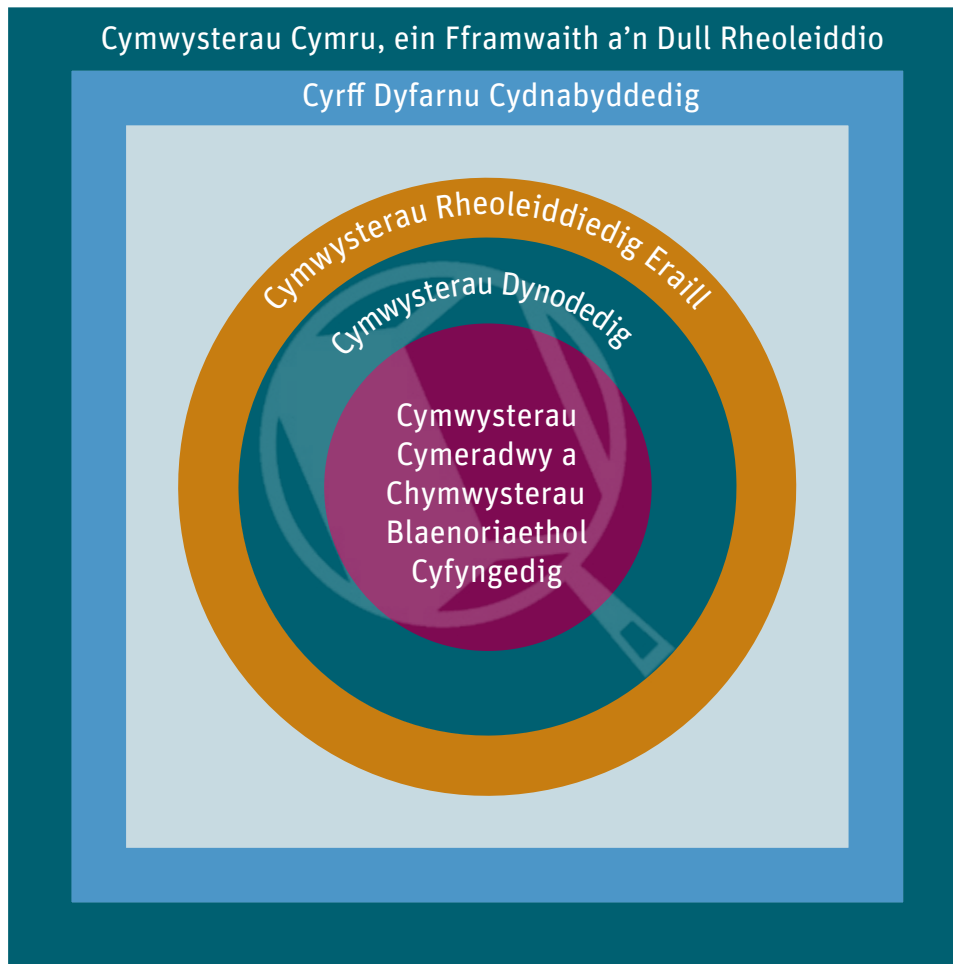 Cymwysterau Cymru, ein Fframwaith a'n Dull Rheoleiddio
Cyrff Dyfarnu Cydnabyddedig
Cymwysterau Rheoleiddiedig Eraill
Cymwysterau Dynodedig
Cymwysterau
Cymeradwy a
Chymwysterau
Blaenoriaethol
Cyfyngedig